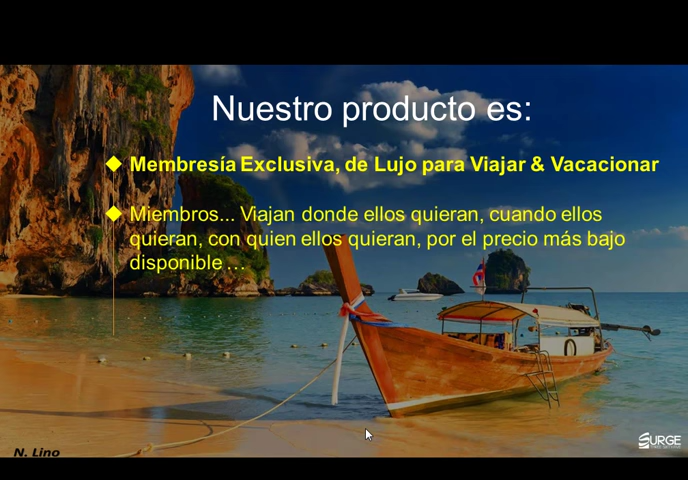 Nuestro producto es:
◆ Membresía Exclusiva, de Lujo para Viajar & Vacacionar
◆ Miembros... Viajan donde ellos quieran, cuando ellos
quieran, con quien ellos quieran, por el precio más bajo
disponible ...
N. Lino
SURGE